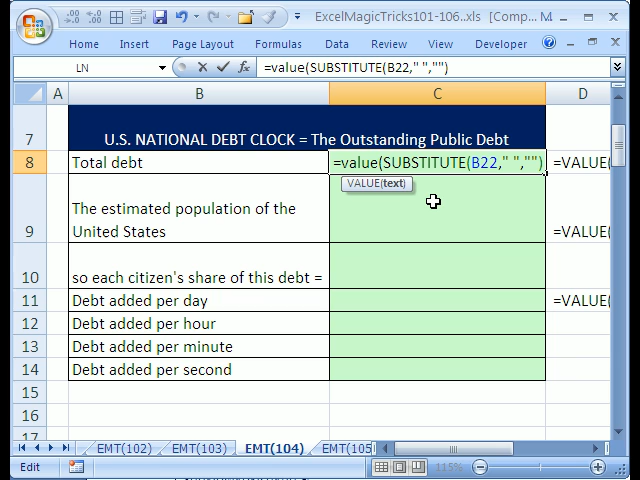 ExcelMagicTricks101-106..xls [Comp...
Home Insert Page Layout Formulas Data Review View Developer
LN =value(SUBSTITUTE(B22," ","")
A B C D
7 U.S. NATIONAL DEBT CLOCK = The Outstanding Public Debt
8 Total debt =value(SUBSTITUTE(B22," ","") =VALUE(
VALUE(text)
The estimated population of the
9 United States =VALUE(
10 so each citizen's share of this debt =
11 Debt added per day =VALUE(
12 Debt added per hour
13 Debt added per minute
14 Debt added per second
15
16
17
EMT(102) EMT(103) EMT(104) EMT(105
Edit 115%